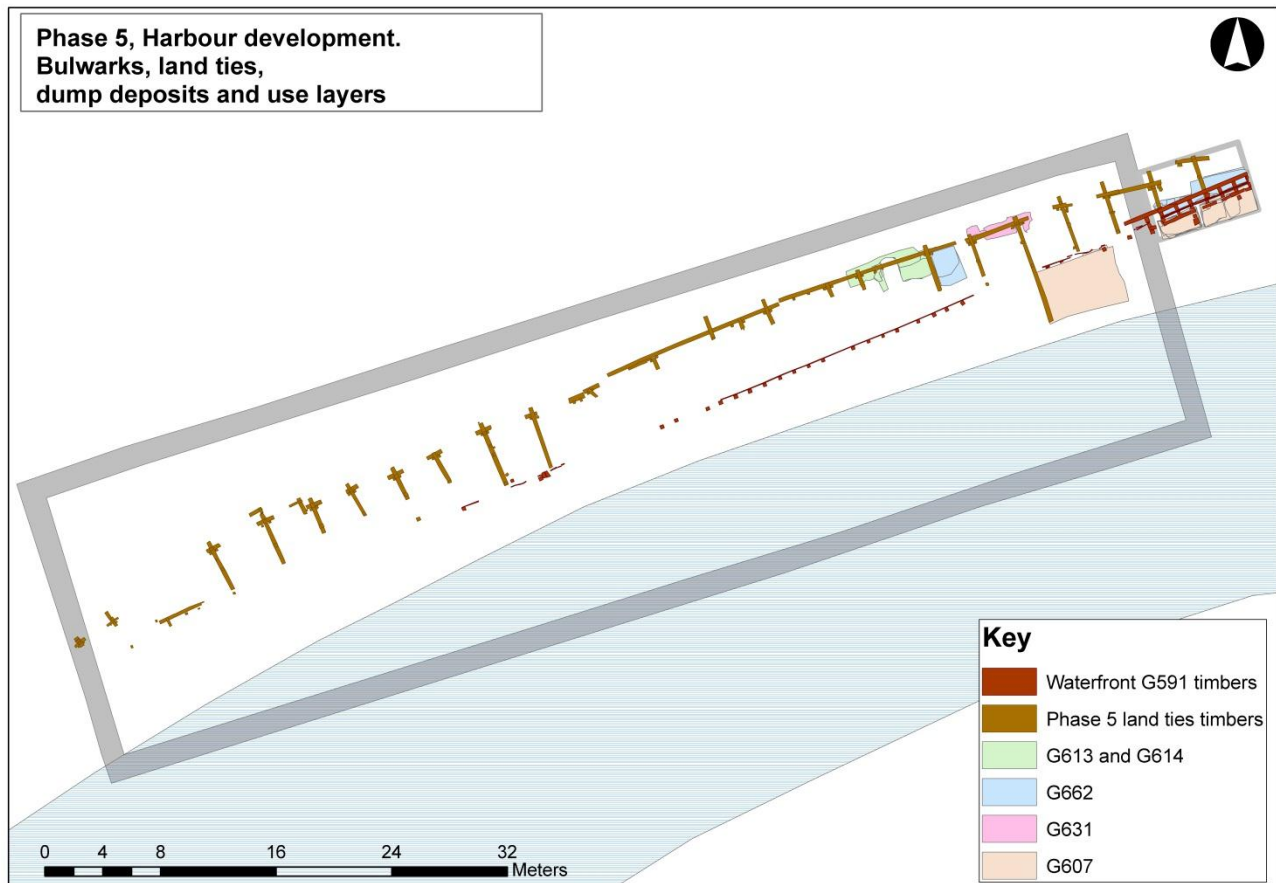 Phase 5, Harbour development.
Bulwarks, land ties,
dump deposits and use layers
Key
Waterfront G591 timbers
Phase 5 land ties timbers
G613 and G614
G662
G631
G607
0 4 8 16 24 32
Meters